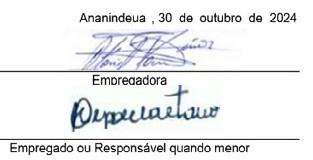 Ananindeua , 30 de outubro de 2024
Empregadora
Empregado ou Responsável quando menor